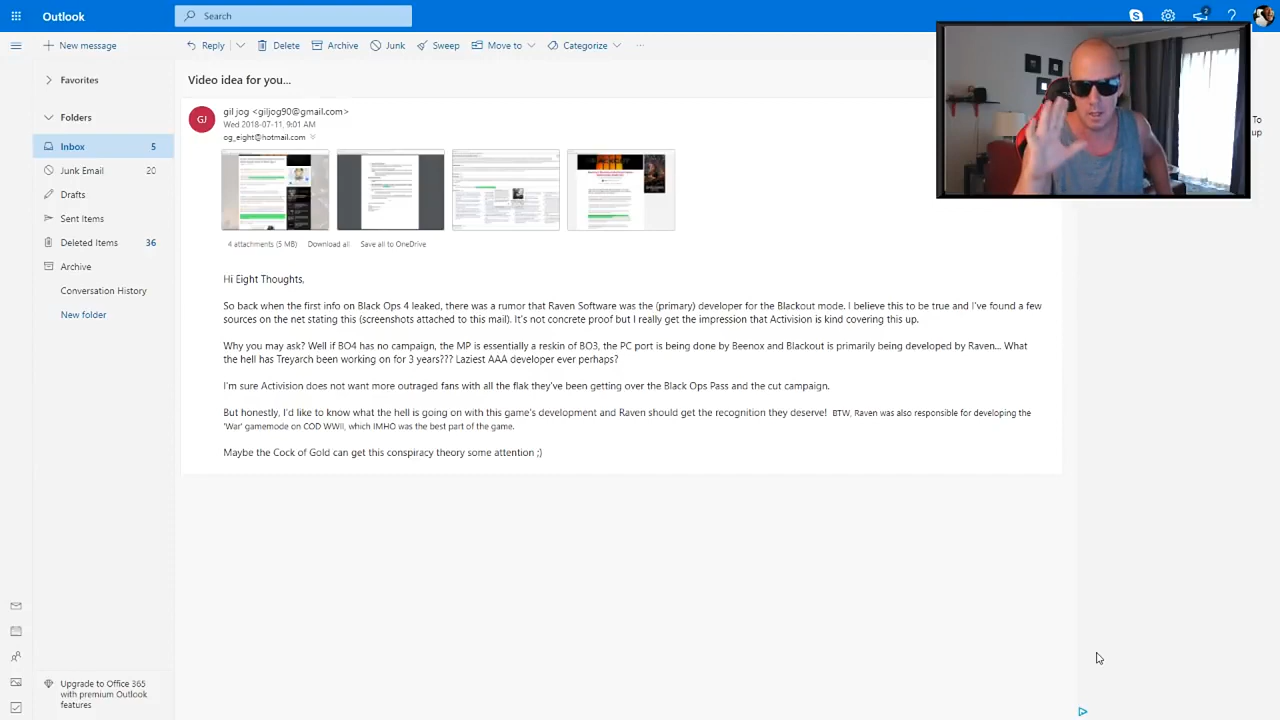 Outlook
Search
2
New message
Reply
Delete
Archive
Junk
Sweep
Move to
Categorize
Favorites
Folders
Inbox 5
Junk Email 20
Drafts
Sent Items
Deleted Items 36
Archive
Conversation History
New folder
Upgrade to Office 365
with premium Outlook
features
Video idea for you...
GJ
gil jog <giljog90@gmail.com>
Wed 2018-07-11, 9:01 AM
og_eight@hotmail.com
4 attachments (5 MB) Download all Save all to OneDrive
Hi Eight Thoughts,
So back when the first info on Black Ops 4 leaked, there was a rumor that Raven Software was the (primary) developer for the Blackout mode. I believe this to be true and I've found a few
sources on the net stating this (screenshots attached to this mail). It's not concrete proof but I really get the impression that Activision is kind covering this up.
Why you may ask? Well if BO4 has no campaign, the MP is essentially a reskin of BO3, the PC port is being done by Beenox and Blackout is primarily being developed by Raven... What
the hell has Treyarch been working on for 3 years??? Laziest AAA developer ever perhaps?
I'm sure Activision does not want more outraged fans with all the flak they've been getting over the Black Ops Pass and the cut campaign.
But honestly, I'd like to know what the hell is going on with this game's development and Raven should get the recognition they deserve! BTW, Raven was also responsible for developing the
'War' gamemode on COD WWII, which IMHO was the best part of the game.
Maybe the Cock of Gold can get this conspiracy theory some attention ;)
To
up